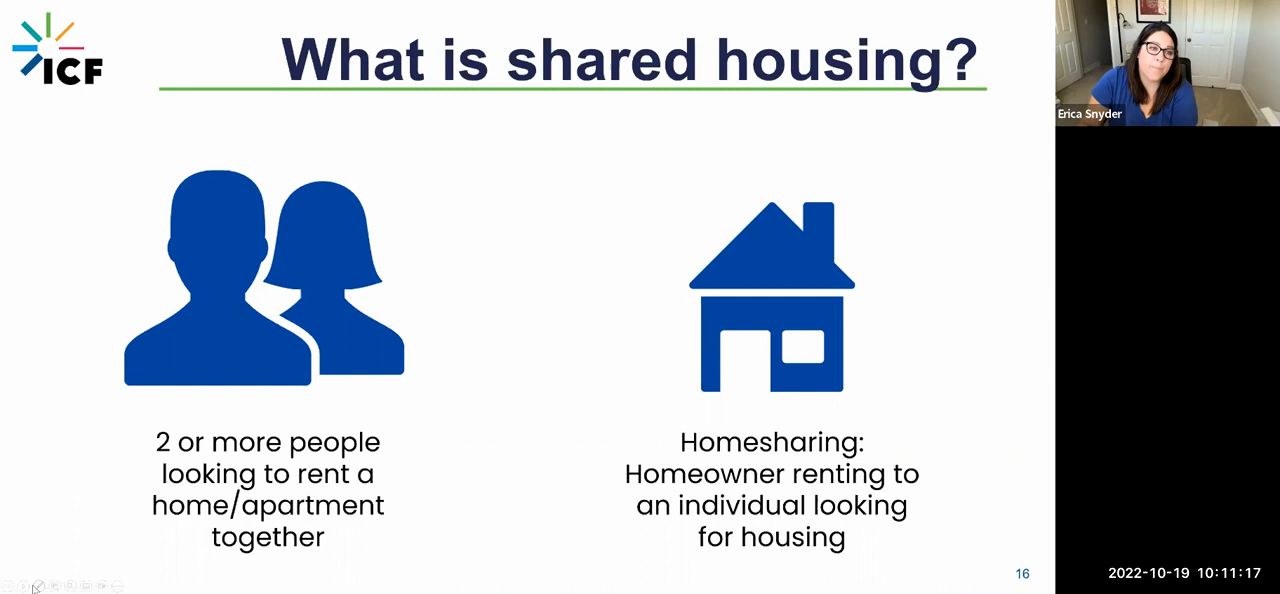 ICF
What is shared housing?
2 or more people
looking to rent a
home/apartment
together
Homesharing:
Homeowner renting to
an individual looking
for housing
16
Erica Snyder
2022-10-19 10:11:17